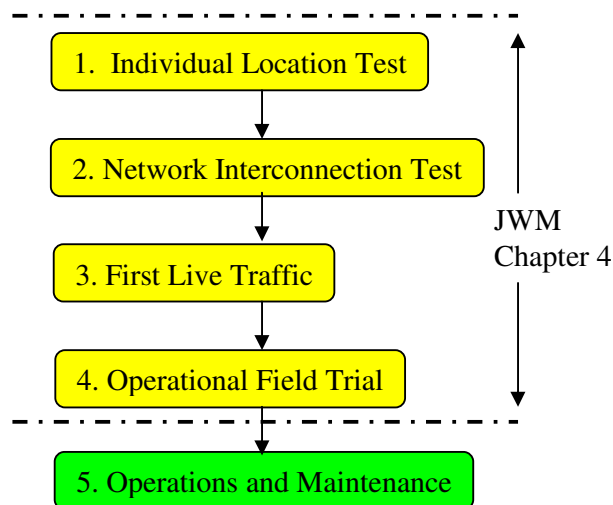 1. Individual Location Test
2. Network Interconnection Test
3. First Live Traffic
4. Operational Field Trial
JWM
Chapter 4
5. Operations and Maintenance